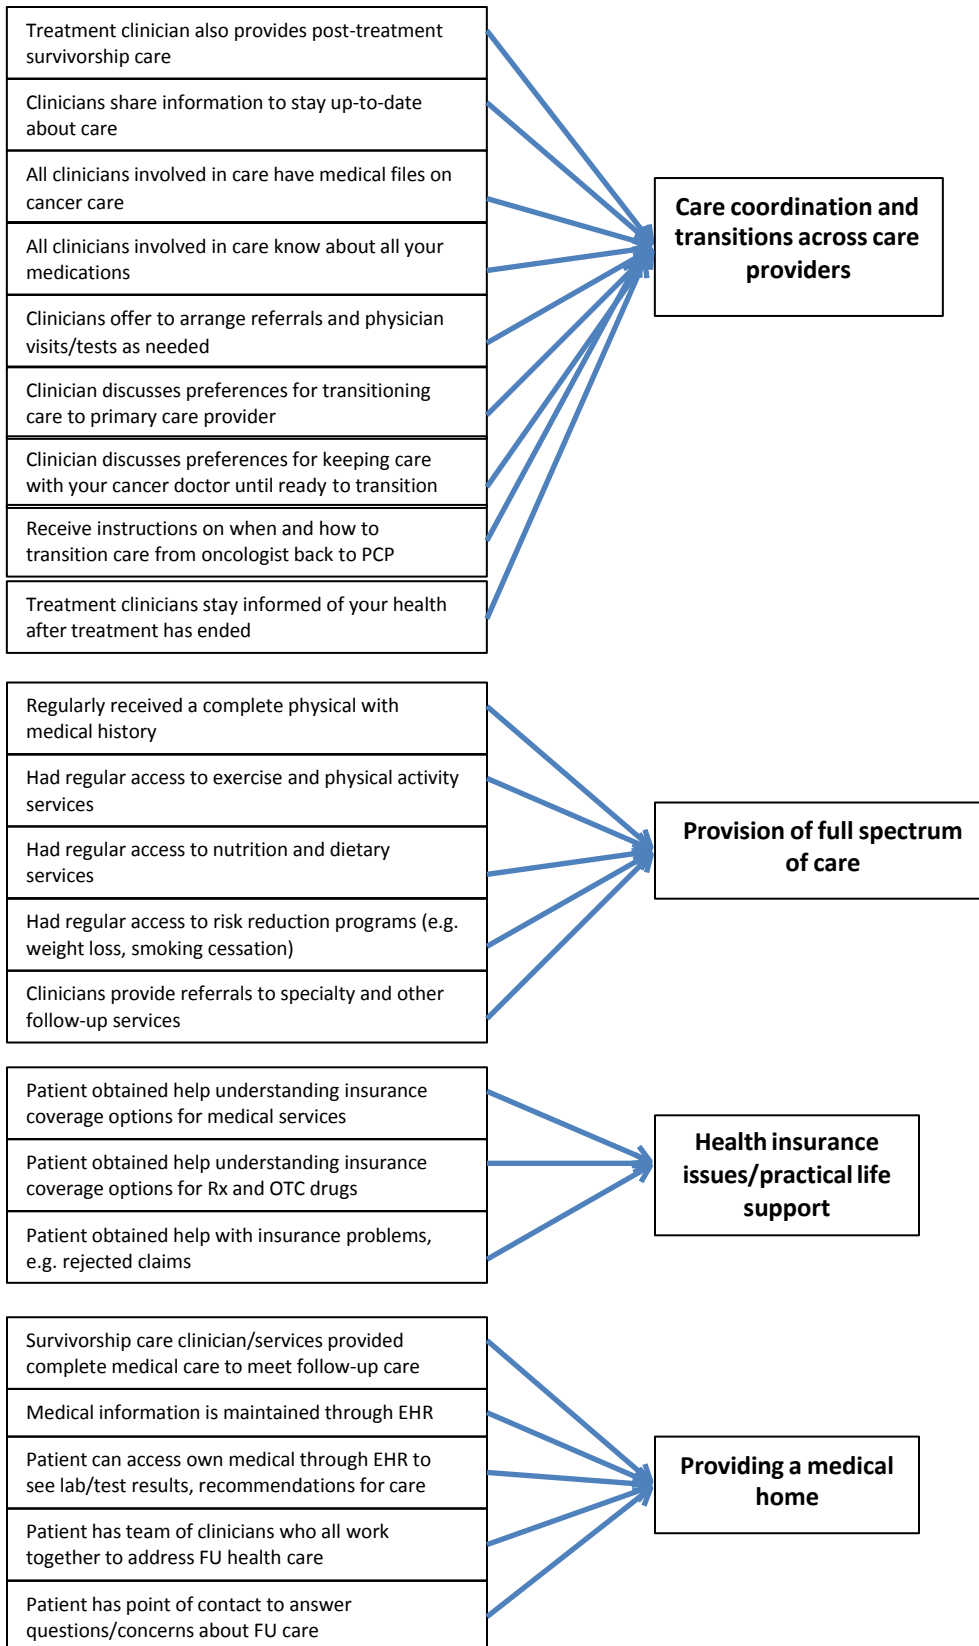 Treatment clinician also provides post-treatment
survivorship care
Clinicians share information to stay up-to-date
about care
All clinicians involved in care have medical files on
cancer care
All clinicians involved in care know about all your
medications
Clinicians offer to arrange referrals and physician
visits/tests as needed
Clinician discusses preferences for transitioning
care to primary care provider
Clinician discusses preferences for keeping care
with your cancer doctor until ready to transition
Receive instructions on when and how to
transition care from oncologist back to PCP
Treatment clinicians stay informed of your health
after treatment has ended
Care coordination and
transitions across care
providers
Regularly received a complete physical with
medical history
Had regular access to exercise and physical activity
services
Had regular access to nutrition and dietary
services
Had regular access to risk reduction programs (e.g.
weight loss, smoking cessation)
Clinicians provide referrals to specialty and other
follow-up services
Provision of full spectrum
of care
Patient obtained help understanding insurance
coverage options for medical services
Patient obtained help understanding insurance
coverage options for Rx and OTC drugs
Patient obtained help with insurance problems,
e.g. rejected claims
Health insurance
issues/practical life
support
Survivorship care clinician/services provided
complete medical care to meet follow-up care
Medical information is maintained through EHR
Patient can access own medical through EHR to
see lab/test results, recommendations for care
Patient has team of clinicians who all work
together to address FU health care
Patient has point of contact to answer
questions/concerns about FU care
Providing a medical
home